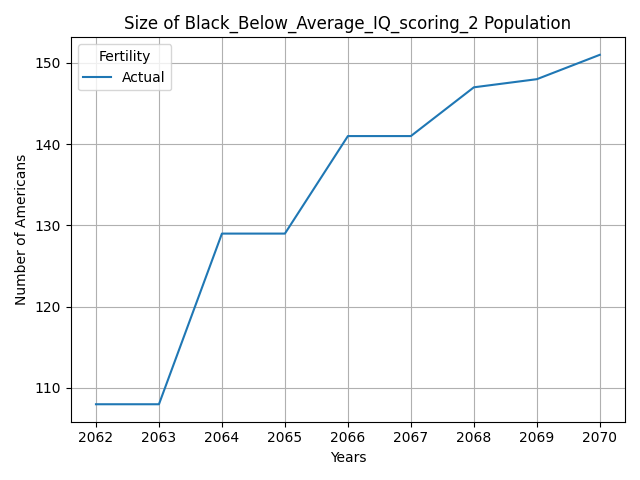 Size of Black_Below_Average_IQ_scoring_2 Population
Fertility
Actual
Number of Americans
150
140
130
120
110
2062 2063 2064 2065 2066 2067 2068 2069 2070
Years